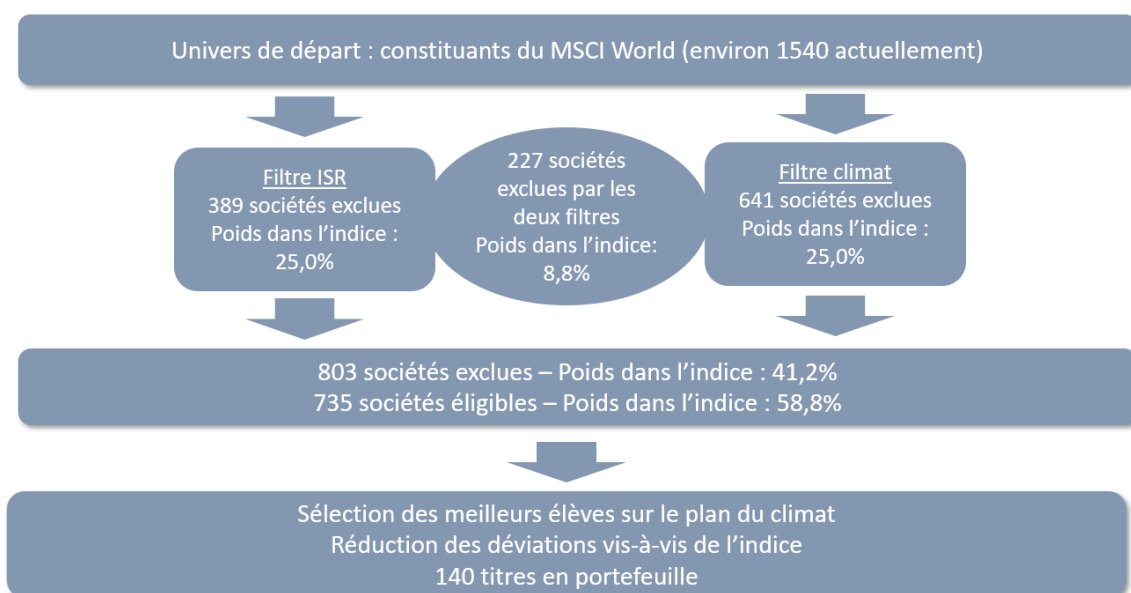 Univers de départ : constituants du MSCI World (environ 1540 actuellement)
Filtre ISR
389 sociétés exclues
Poids dans l’indice :
25,0%
227 sociétés
exclues par les
deux filtres
Poids dans l’indice:
8,8%
Filtre climat
641 sociétés exclues
Poids dans l’indice :
25,0%
803 sociétés exclues – Poids dans l’indice : 41,2%
735 sociétés éligibles – Poids dans l’indice : 58,8%
Sélection des meilleurs élèves sur le plan du climat
Réduction des déviations vis-à-vis de l’indice
140 titres en portefeuille